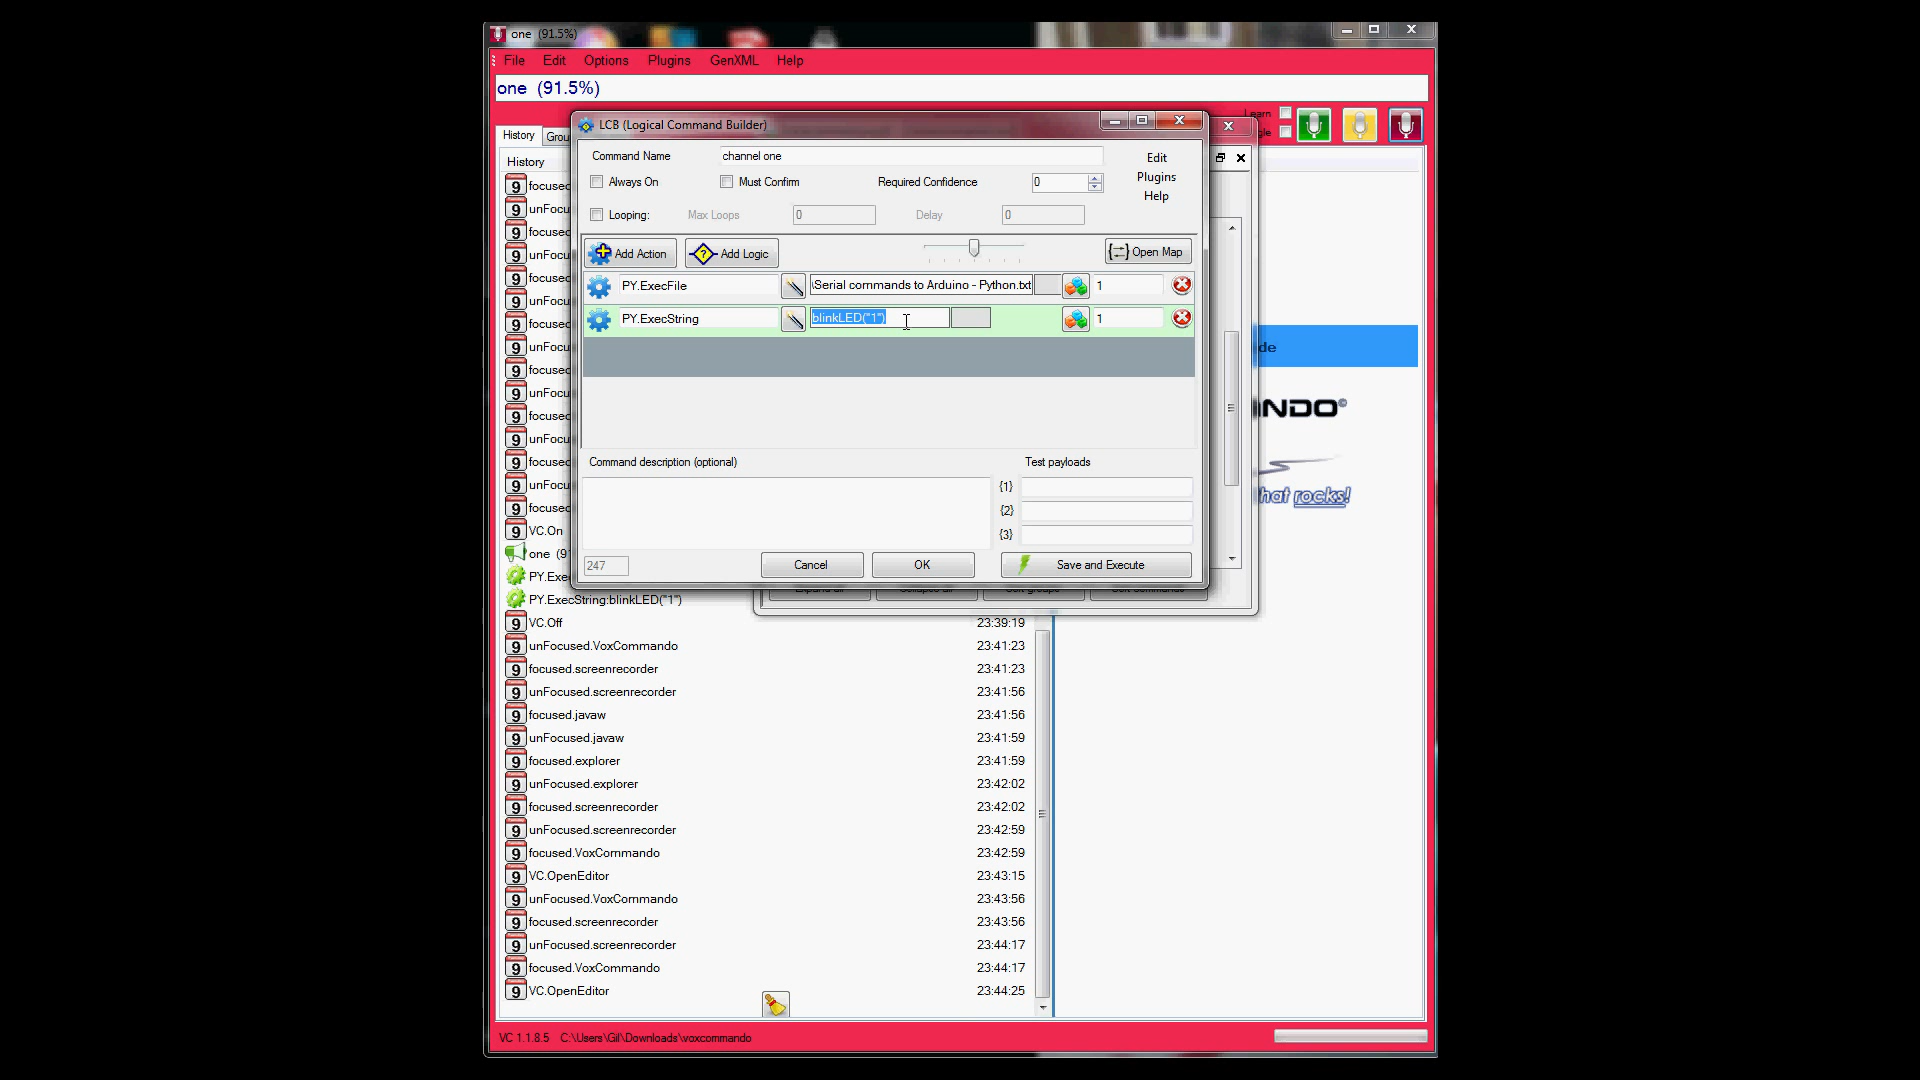 one (91.5%)
File Edit Options Plugins GenXML Help
one (91.5%)
History
History
LCB (Logical Command Builder)
Command Name channel one
Edit
Plugins
Help
Always On Must Confirm Required Confidence 0
Looping: Max Loops 0 Delay 0
Add Action Add Logic Open Map
PY.ExecFile \Serial commands to Arduino - Python.txt 1
PY.ExecString blinkLED("1") 1
Command description (optional) Test payloads
{1}
{2}
{3}
247 Cancel OK Save and Execute
NDO©
that rocks!
VC.On
one
PY.ExecString:blinkLED("1")
VC.Off 23:39:19
unFocused.VoxCommando 23:41:23
focused.screenrecorder 23:41:23
unFocused.screenrecorder 23:41:56
focused.javaw 23:41:56
unFocused.javaw 23:41:59
focused.explorer 23:41:59
unFocused.explorer 23:42:02
focused.screenrecorder 23:42:02
unFocused.screenrecorder 23:42:59
focused.VoxCommando 23:42:59
VC.OpenEditor 23:43:15
unFocused.VoxCommando 23:43:56
focused.screenrecorder 23:43:56
unFocused.screenrecorder 23:44:17
focused.VoxCommando 23:44:17
VC.OpenEditor 23:44:25
VC 1.1.8.5 C:\Users\Gil\Downloads\voxcommando